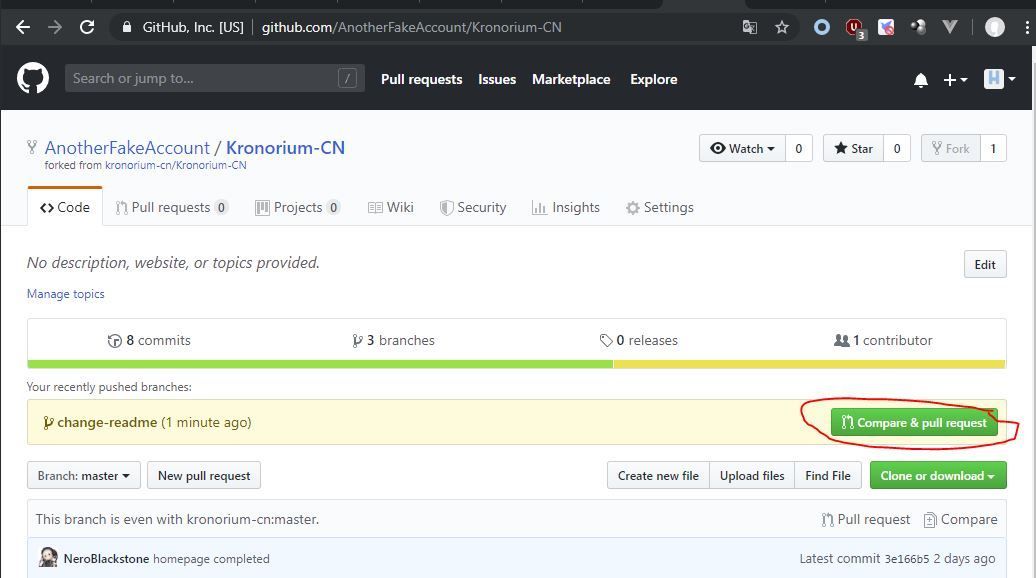 GitHub, Inc. [US] github.com/AnotherFakeAccount/Kronorium-CN 3
Search or jump to... / Pull requests Issues Marketplace Explore
AnotherFakeAccount / Kronorium-CN Watch 0 Star 0 Fork 1
forked from kronorium-cn/Kronorium-CN
Code Pull requests 0 Projects 0 Wiki Security Insights Settings
No description, website, or topics provided. Edit
Manage topics
8 commits 3 branches 0 releases 1 contributor
Your recently pushed branches:
change-readme (1 minute ago) Compare & pull request
Branch: master New pull request Create new file Upload files Find File Clone or download
This branch is even with kronorium-cn:master. Pull request Compare
NeroBlackstone homepage completed Latest commit 3e166b5 2 days ago